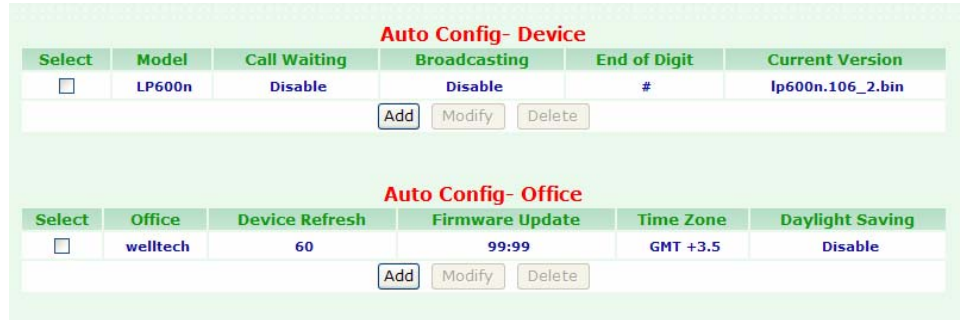 Auto Config- Device
Select Model Call Waiting Broadcasting End of Digit Current Version
LP600n Disable Disable # lp600n.106_2.bin
Add Modify Delete
Auto Config- Office
Select Office Device Refresh Firmware Update Time Zone Daylight Saving
welltech 60 99:99 GMT +3.5 Disable
Add Modify Delete